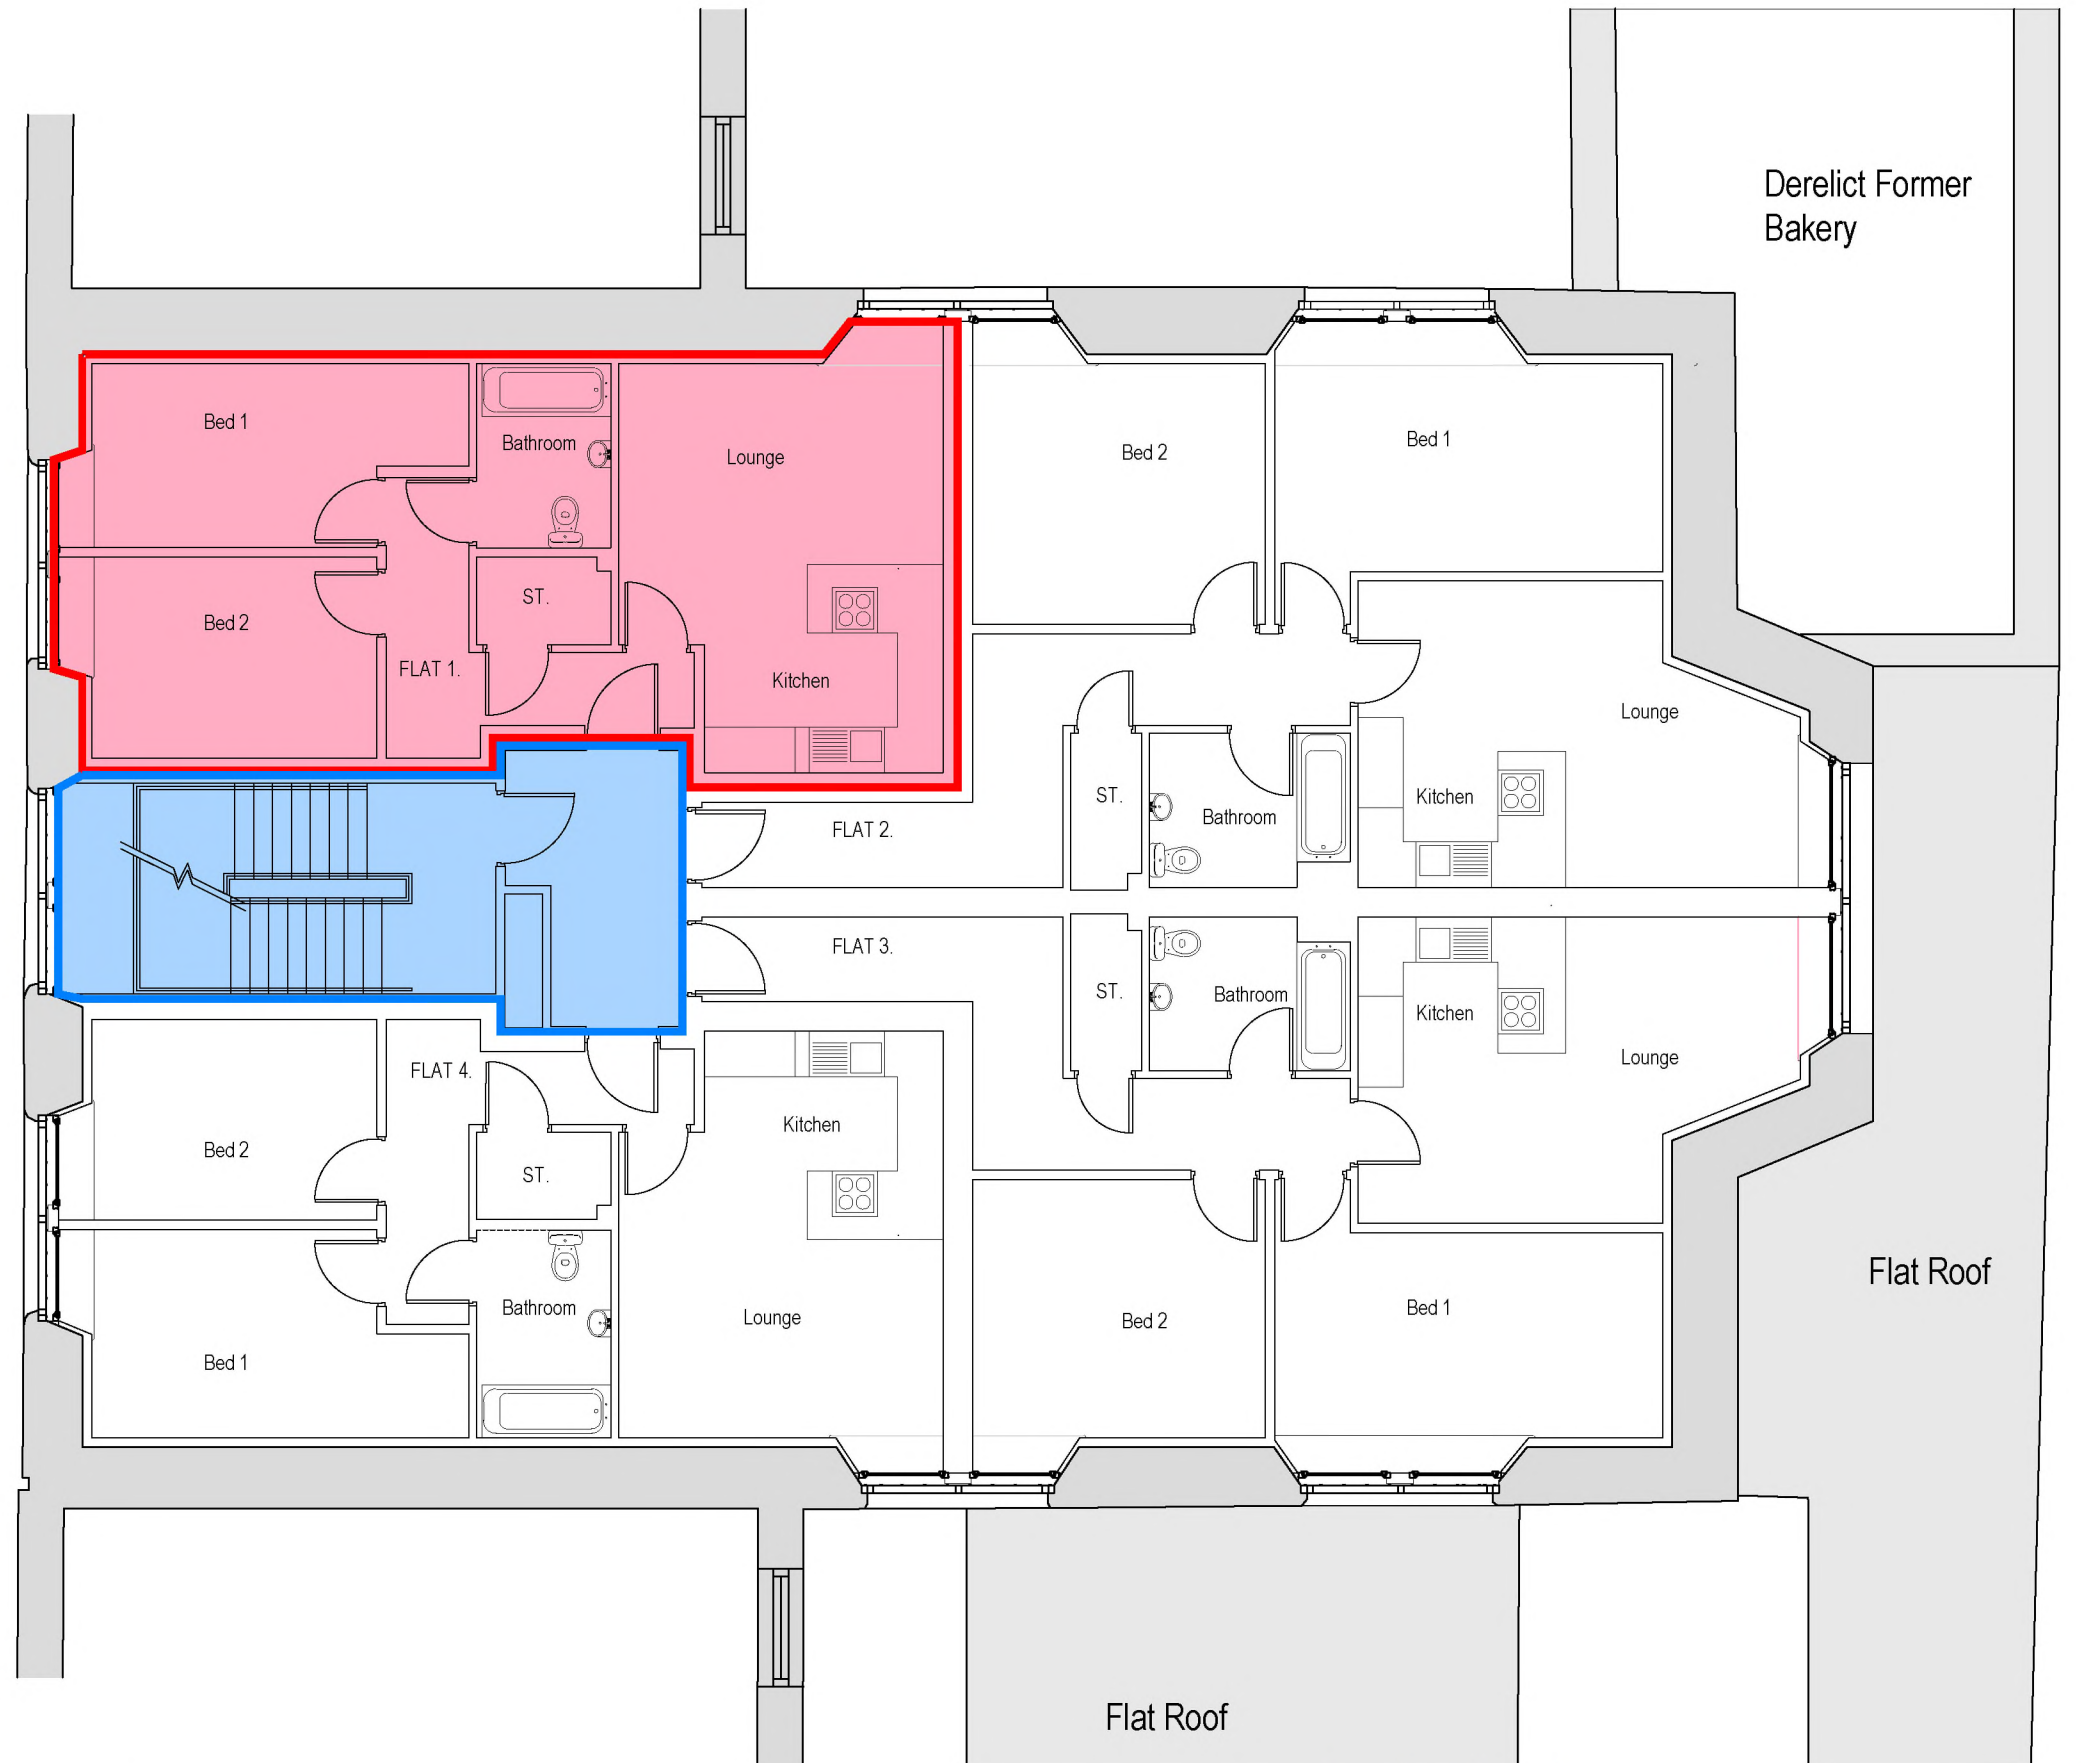 Derelict Former
Bakery
Bed 1
Bathroom
Lounge
Bed 2
Bed 1
ST.
Bed 2
FLAT 1.
Kitchen
Lounge
FLAT 2.
ST.
Bathroom
Kitchen
FLAT 3.
ST.
Bathroom
Kitchen
Lounge
FLAT 4.
Kitchen
Bed 2
ST.
Bathroom
Lounge
Bed 2
Bed 1
Bed 1
Flat Roof
Flat Roof